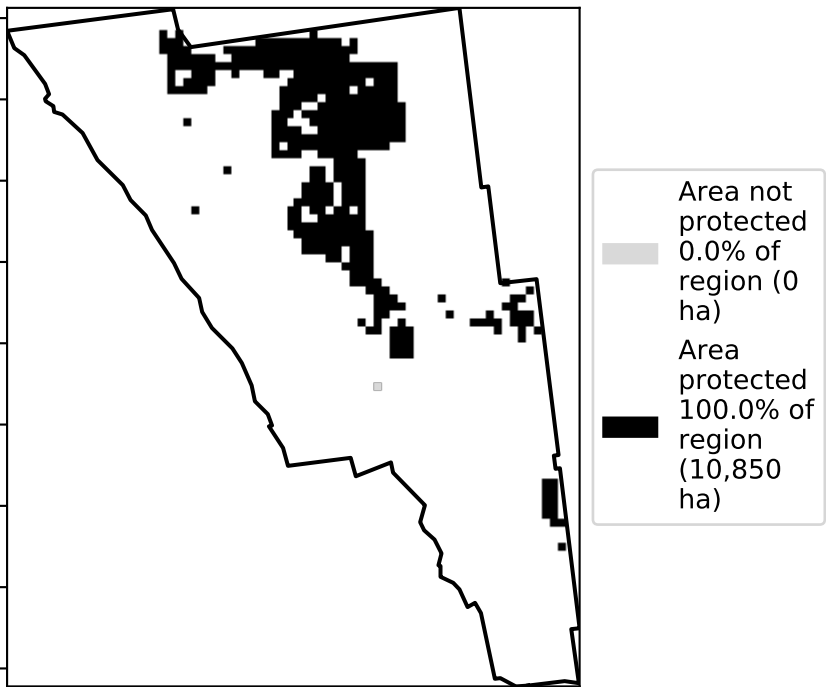 Area not
protected
0.0% of
region (0
ha)
Area
protected
100.0% of
region
(10,850
ha)